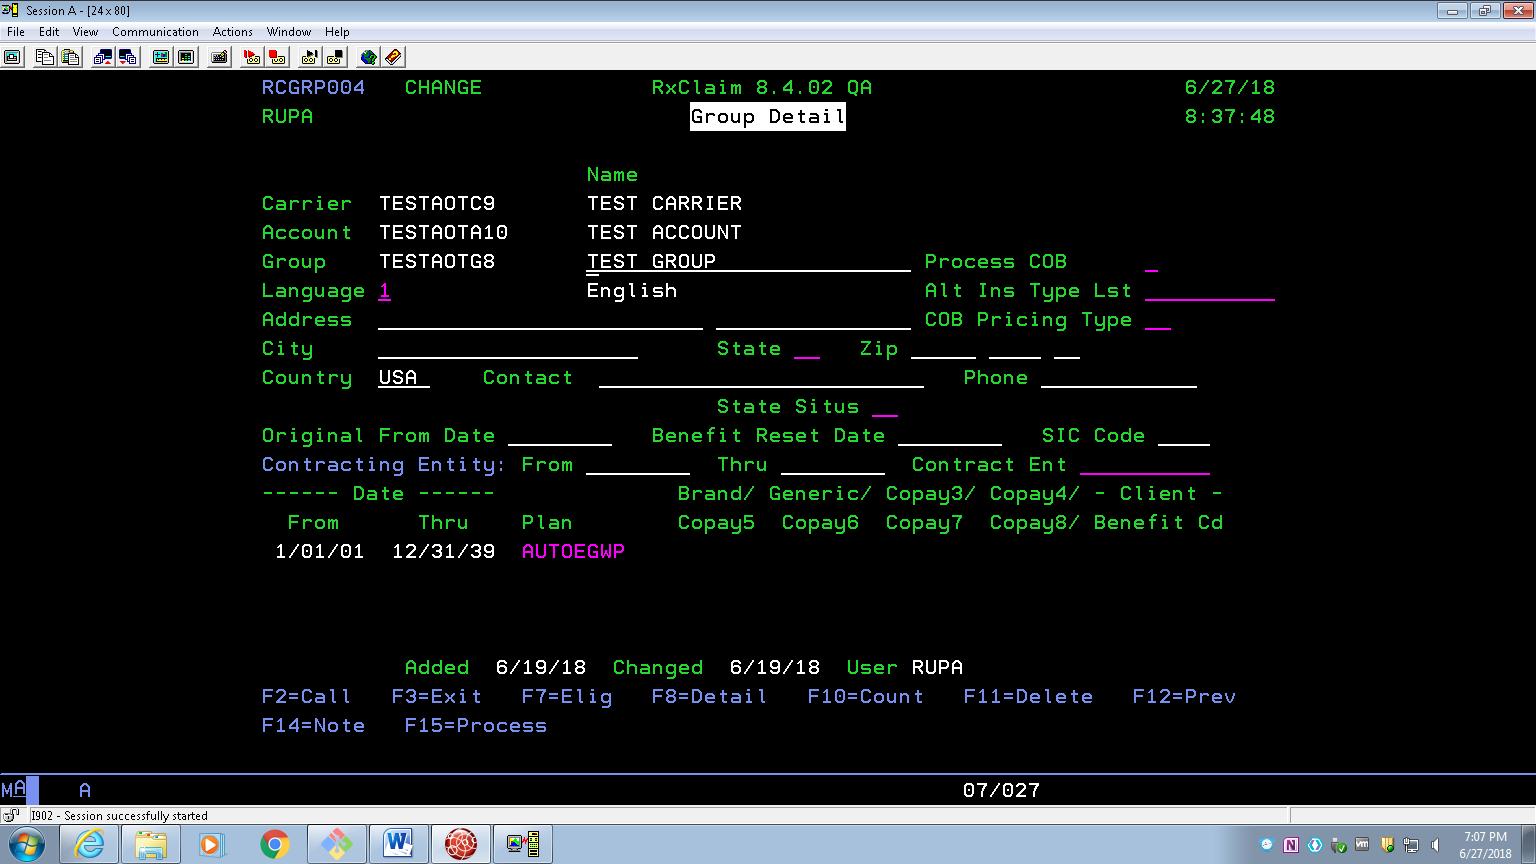 Session A - [24 x 80]
File Edit View Communication Actions Window Help
RCGRP004 CHANGE RxClaim 8.4.02 QA 6/27/18
RUPA Group Detail 8:37:48
Name
Carrier TESTAOTC9 TEST CARRIER
Account TESTAOTA10 TEST ACCOUNT
Group TESTAOTG8 TEST GROUP Process COB _
Language 1 English Alt Ins Type Lst
Address COB Pricing Type
City State Zip
Country USA Contact Phone
State Situs
Original From Date Benefit Reset Date SIC Code
Contracting Entity: From Thru Contract Ent
------ Date ------ Brand/ Generic/ Copay3/ Copay4/ - Client -
From Thru Plan Copay5 Copay6 Copay7 Copay8/ Benefit Cd
1/01/01 12/31/39 AUTOEGWP
Added 6/19/18 Changed 6/19/18 User RUPA
F2=Call F3=Exit F7=Elig F8=Detail F10=Count F11=Delete F12=Prev
F14=Note F15=Process
MA A 07/027
I902 - Session successfully started
7:07 PM
6/27/2018